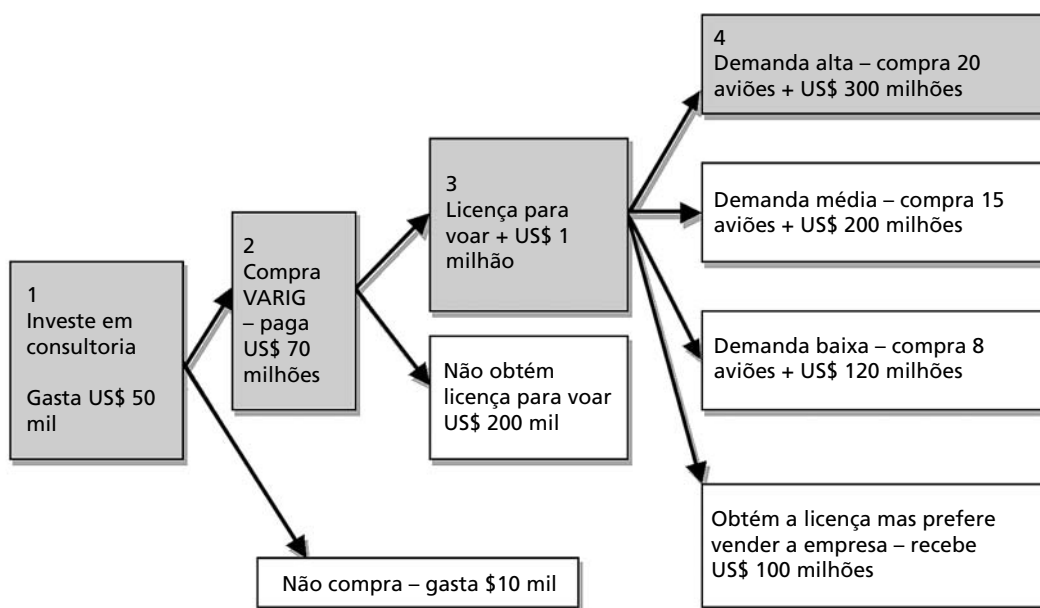 1
Investe em
consultoria
Gasta US$ 50
mil
2
Compra
VARIG
– paga
US$ 70
milhões
Não compra – gasta $10 mil
3
Licença para
voar + US$ 1
milhão
Não obtém
licença para voar
US$ 200 mil
4
Demanda alta – compra 20
aviões + US$ 300 milhões
Demanda média – compra 15
aviões + US$ 200 milhões
Demanda baixa – compra 8
aviões + US$ 120 milhões
Obtém a licença mas prefere
vender a empresa – recebe
US$ 100 milhões